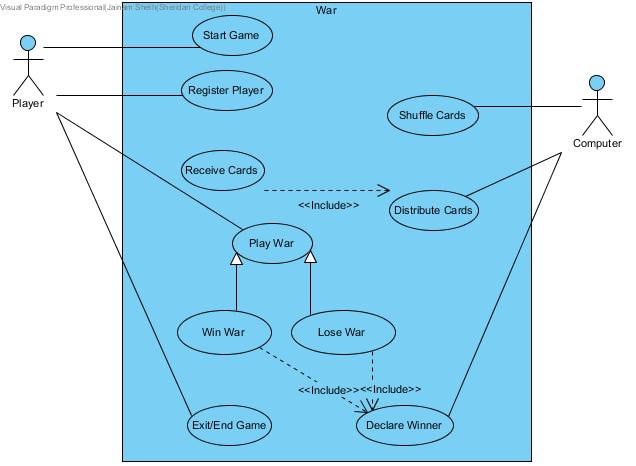 Visual Paradigm Professional(Jainam Sheth(Sheridan College))
War
Start Game
Player
Register Player
Shuffle Cards
Computer
Receive Cards
<<Include>>
Distribute Cards
Play War
Win War
Lose War
<<Include>>
<<Include>>
Exit/End Game
Declare Winner